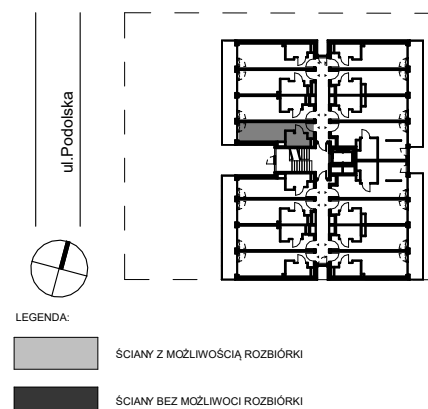 ul.Podolska
LEGENDA:
ŚCIANY Z MOŻLIWOŚCIĄ ROZBIÓRKI
ŚCIANY BEZ MOŻLIWOCI ROZBIÓRKI